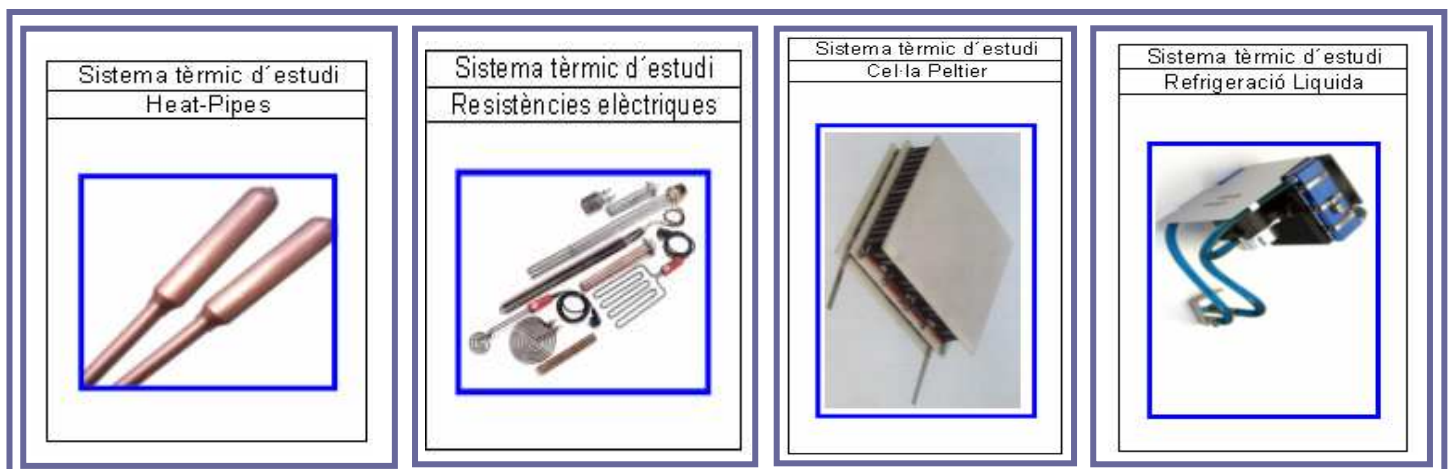 Sistema tèrmic d´estudi
Heat-Pipes
Sistema tèrmic d´estudi
Resistències elèctriques
Sistema tèrmic d´estudi
Cel·la Peltier
Sistema tèrmic d´estudi
Refrigeració Liquida